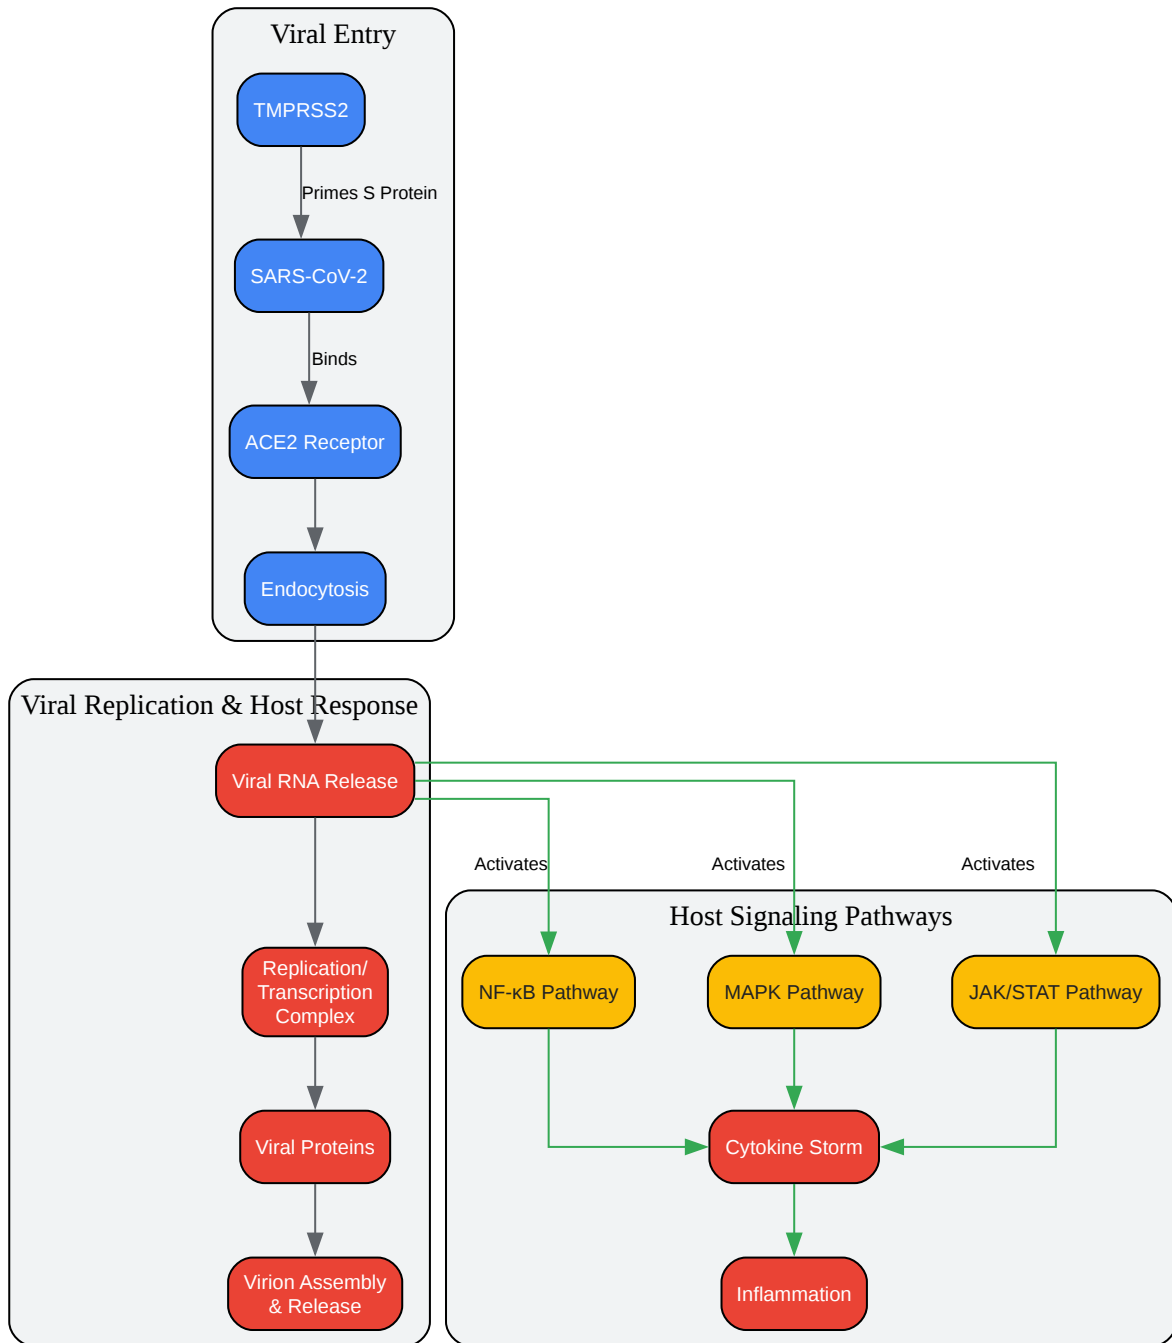 Viral Entry
TMPRSS2
Primes S Protein
SARS-CoV-2
Binds
ACE2 Receptor
Endocytosis
Viral Replication & Host Response
Viral RNA Release
Activates
Activates
Activates
Host Signaling Pathways
Replication/
Transcription
Complex
NF-κB Pathway
MAPK Pathway
JAK/STAT Pathway
Viral Proteins
Cytokine Storm
Virion Assembly
& Release
Inflammation